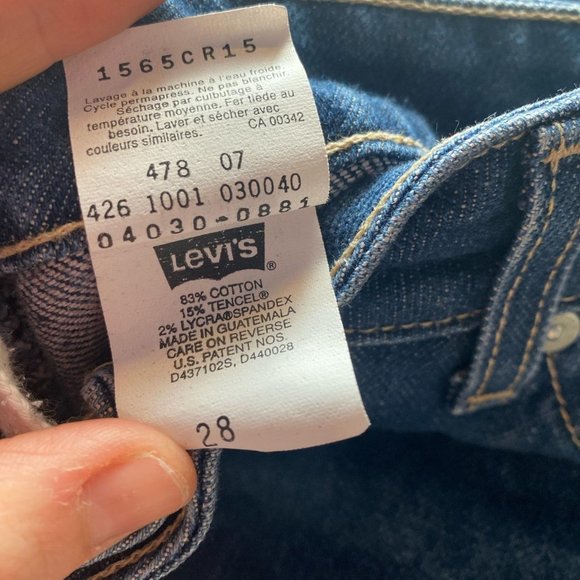 1565CR15
Lavage à la machine à l'eau froide.
Cycle permapress. Ne pas blanchir.
Séchage par culbutage à
température moyenne. Fer tiède au
besoin. Laver et sécher avec
couleurs similaires. CA 00342
478 07
426 1001 030040
04030-0881
LEVI'S®
83% COTTON
15% TENCEL®
2% LYCRA®SPANDEX
MADE IN GUATEMALA
CARE ON REVERSE
U.S. PATENT NOS.
D437102S, D440028
28